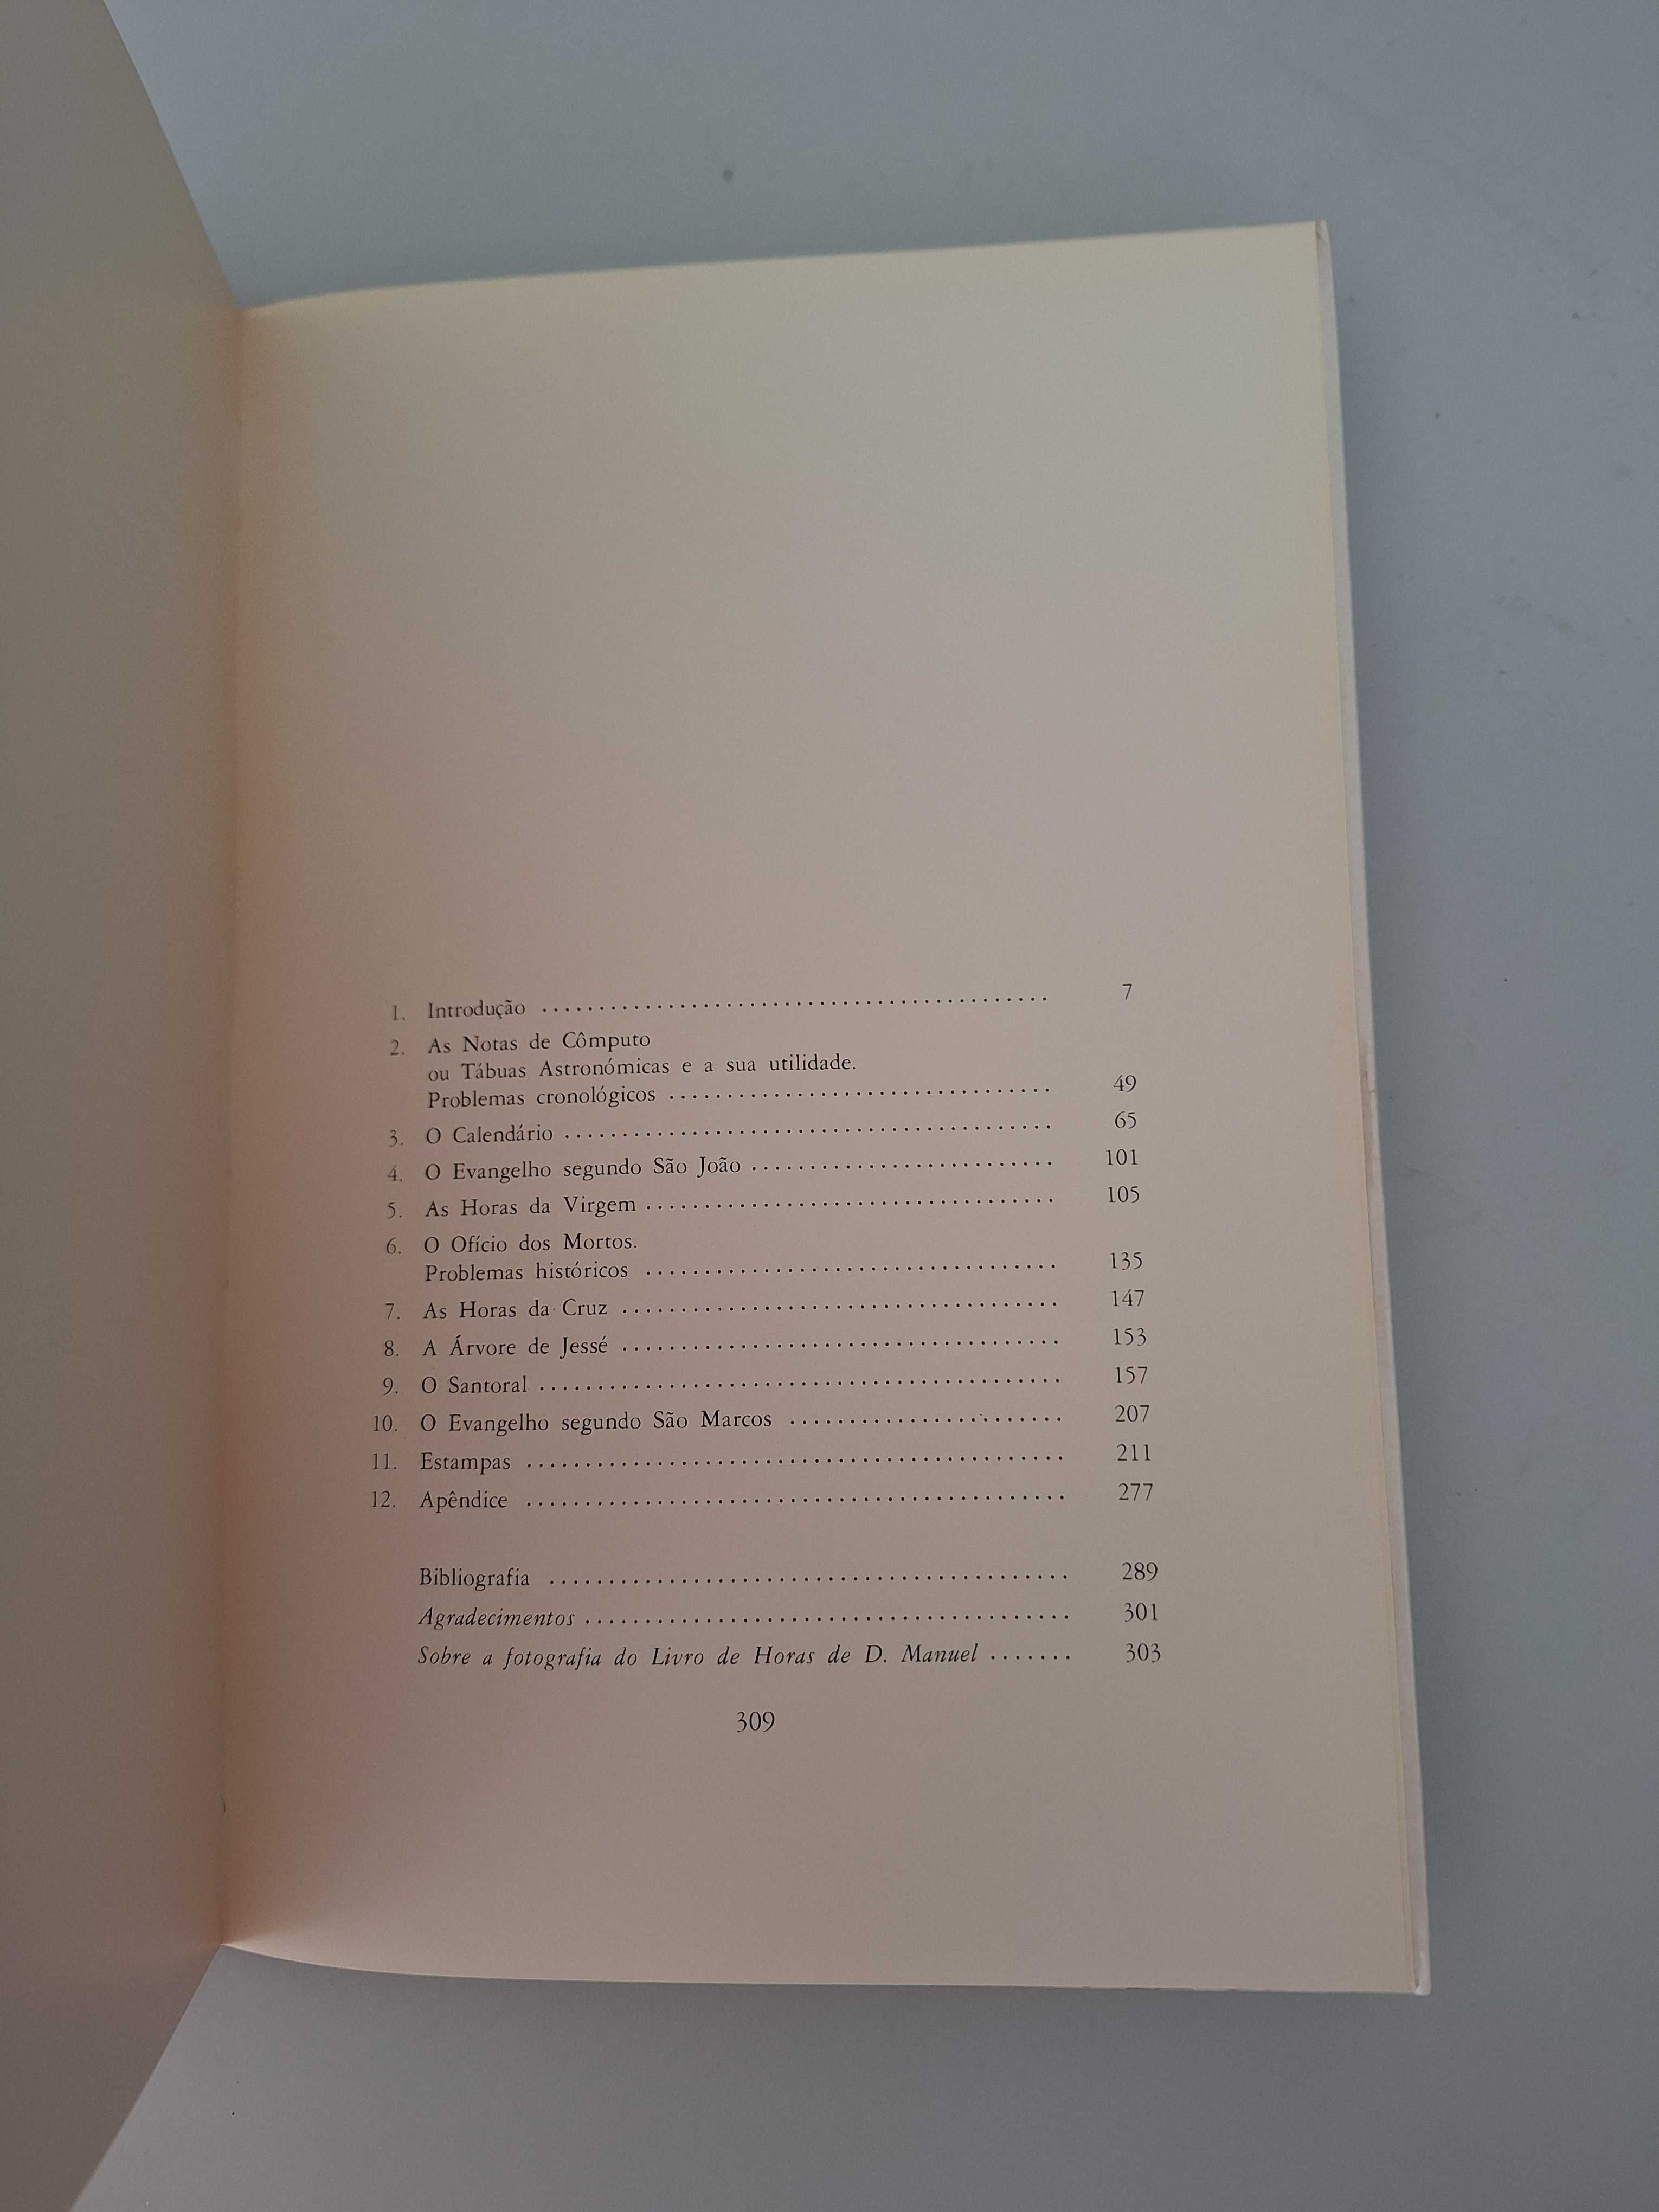 1. Introdução ............................................ 7
2. As Notas de Cômputo
ou Tábuas Astronómicas e a sua utilidade.
Problemas cronológicos ................................. 49
3. O Calendário .......................................... 65
4. O Evangelho segundo São João .......................... 101
5. As Horas da Virgem .................................... 105
6. O Ofício dos Mortos.
Problemas históricos .................................... 135
7. As Horas da Cruz ...................................... 147
8. A Árvore de Jessé ...................................... 153
9. O Santoral ............................................. 157
10. O Evangelho segundo São Marcos ........................ 207
11. Estampas ............................................... 211
12. Apêndice ............................................... 277
Bibliografia ............................................. 289
Agradecimentos .......................................... 301
Sobre a fotografia do Livro de Horas de D. Manuel ....... 303
309